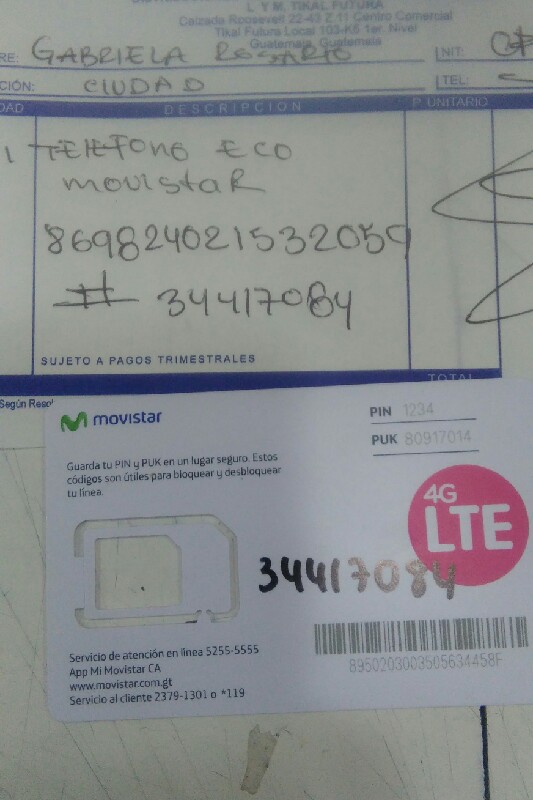 L Y M. TIKAL FUTURA
Calzada Roosevelt 22-43 Z.11 Centro Comercial
Tikal Futura Local 103-K5 1er. Nivel
Guatemala, Guatemala
RE: GABRIELA ROSARIO NIT:
CIÓN: CIUDAD TEL:
DAD DESCRIPCION P. UNITARIO
1 TELEFONO ECO
movistar
869824021532059
# 34417084
SUJETO A PAGOS TRIMESTRALES
TOTAL
Según Reso
movistar
PIN 1234
PUK 80917014
Guarda tu PIN y PUK en un lugar seguro. Estos
códigos son útiles para bloquear y desbloquear
tu línea.
4G
LTE
34417084
8950203003505634458F
Servicio de atención en línea 5255-5555
App Mi Movistar CA
www.movistar.com.gt
Servicio al cliente 2379-1301 o *119